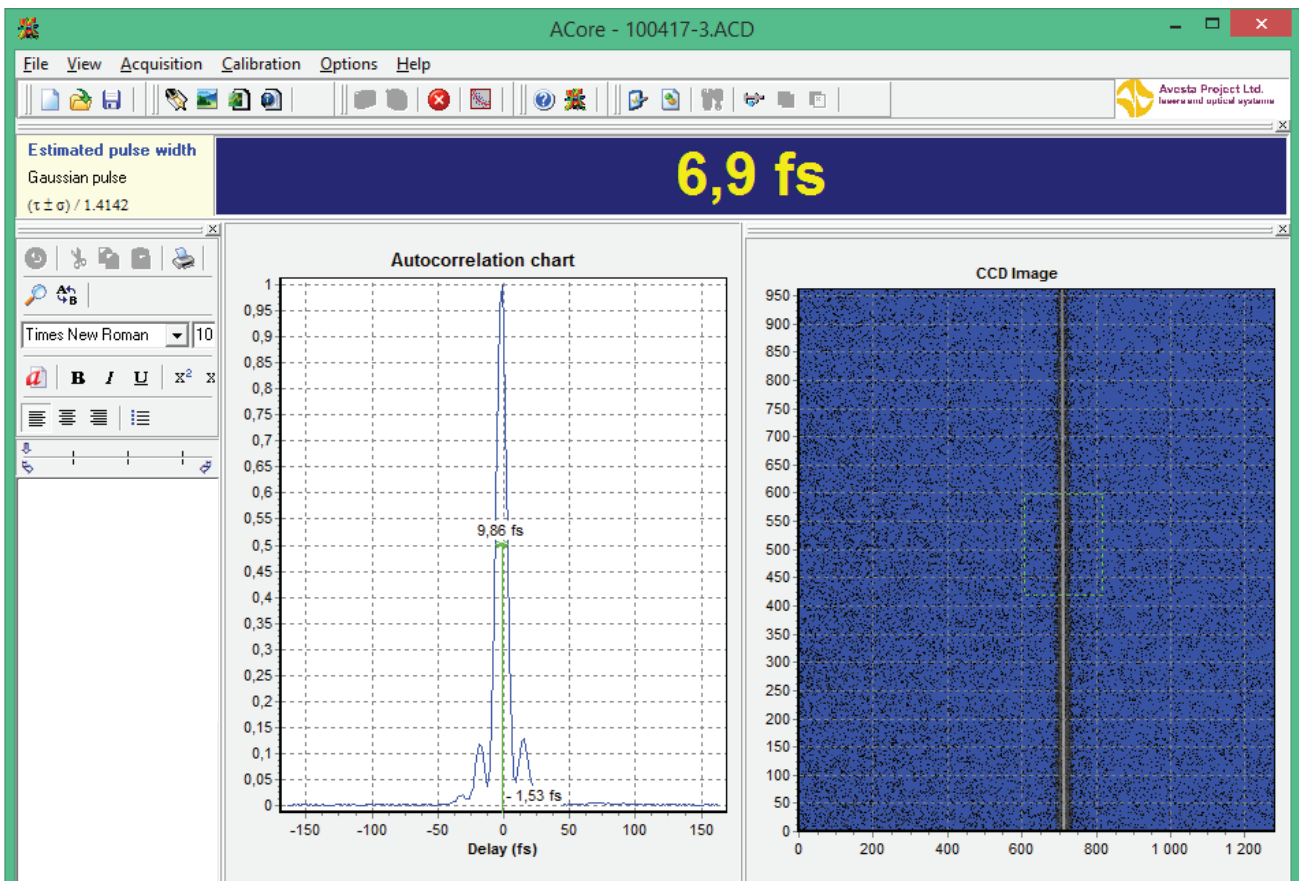 ACore - 100417-3.ACD
File View Acquisition Calibration Options Help
Avesta Project Ltd.
lasers and optical systems
Estimated pulse width
Gaussian pulse
(τ ± σ) / 1.4142
6,9 fs
Times New Roman 10
a B I U x² x
Autocorrelation chart
1
0,95
0,9
0,85
0,8
0,75
0,7
0,65
0,6
0,55
0,5
0,45
0,4
0,35
0,3
0,25
0,2
0,15
0,1
0,05
0
9,86 fs
- 1,53 fs
-150 -100 -50 0 50 100 150
Delay (fs)
CCD Image
950
900
850
800
750
700
650
600
550
500
450
400
350
300
250
200
150
100
50
0
0 200 400 600 800 1 000 1 200